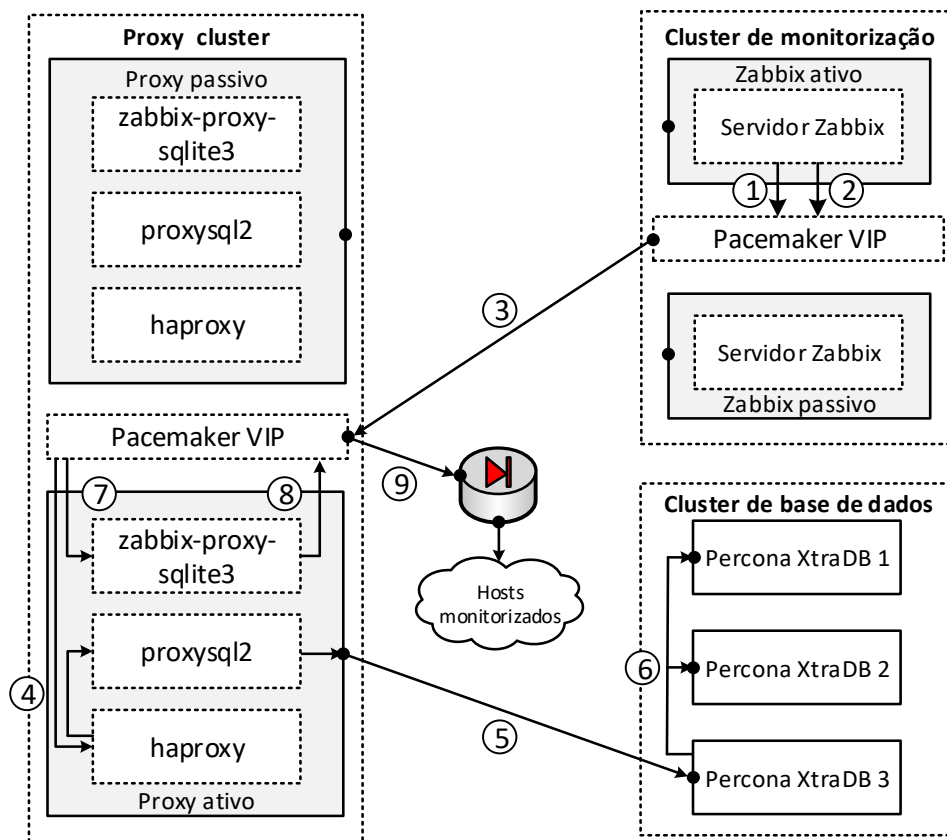 Proxy cluster
Proxy passivo
zabbix-proxy-
sqlite3
proxysql2
haproxy
Pacemaker VIP
7
8
zabbix-proxy-
sqlite3
proxysql2
4
haproxy
Proxy ativo
3
9
Hosts
monitorizados
5
Cluster de monitorização
Zabbix ativo
Servidor Zabbix
1
2
Pacemaker VIP
Servidor Zabbix
Zabbix passivo
Cluster de base de dados
Percona XtraDB 1
Percona XtraDB 2
6
Percona XtraDB 3